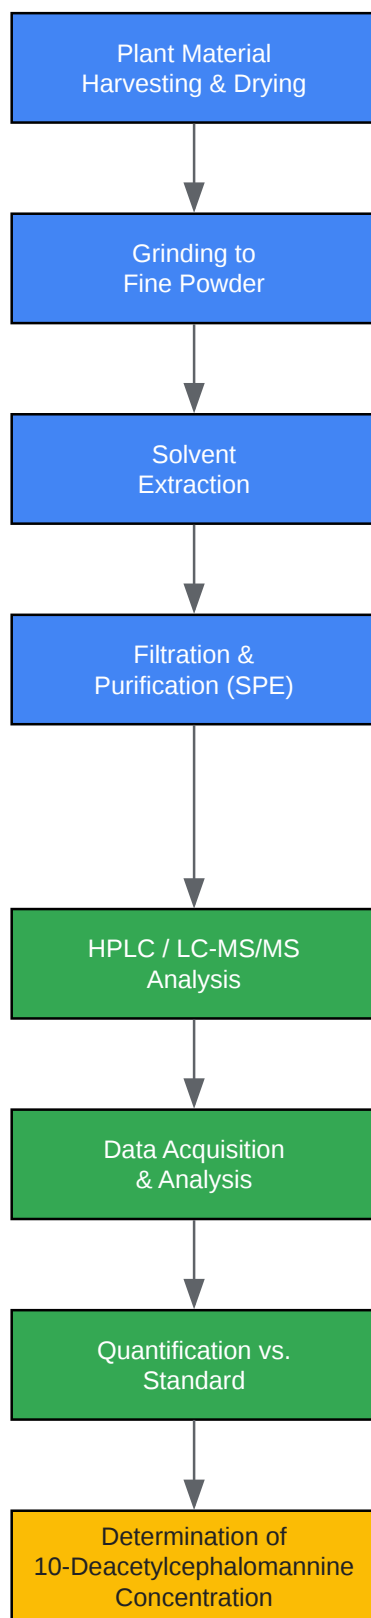 Plant Material
Harvesting & Drying
Grinding to
Fine Powder
Solvent
Extraction
Filtration &
Purification (SPE)
HPLC / LC-MS/MS
Analysis
Data Acquisition
& Analysis
Quantification vs.
Standard
Determination of
10-Deacetylcephalomannine
Concentration